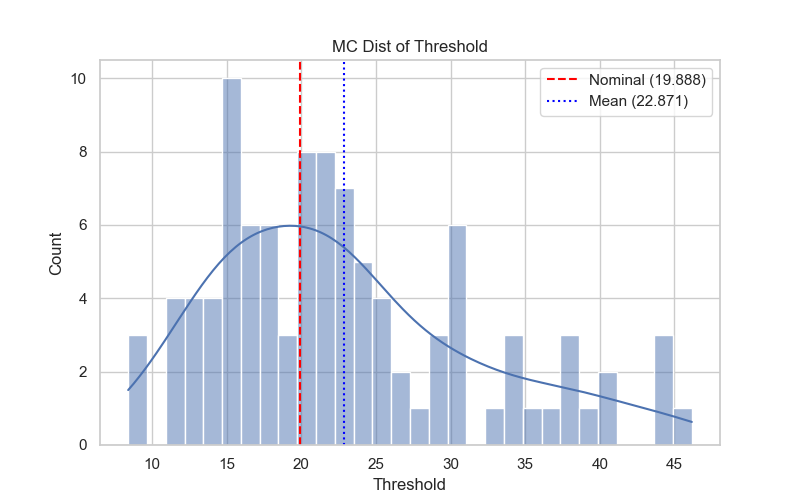 MC Dist of Threshold
Nominal (19.888)
Mean (22.871)
Count
10
8
6
4
2
0
10 15 20 25 30 35 40 45
Threshold